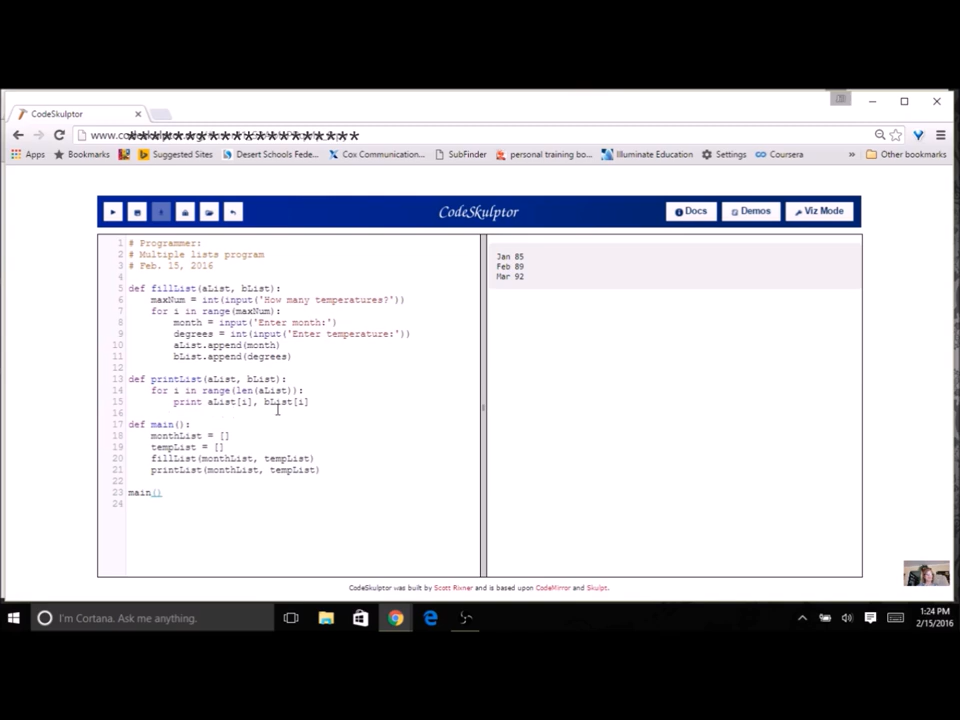 CodeSkulptor
www.co
Apps Bookmarks Suggested Sites Desert Schools Fede... Cox Communication... SubFinder personal training bo... Illuminate Education Settings Coursera » Other bookmarks
CodeSkulptor Docs Demos Viz Mode
1 # Programmer:
2 # Multiple lists program
3 # Feb. 15, 2016
4
5 def fillList(aList, bList):
6 maxNum = int(input('How many temperatures?'))
7 for i in range(maxNum):
8 month = input('Enter month:')
9 degrees = int(input('Enter temperature:'))
10 aList.append(month)
11 bList.append(degrees)
12
13 def printList(aList, bList):
14 for i in range(len(aList)):
15 print aList[i], bList[i]
16
17 def main():
18 monthList = []
19 tempList = []
20 fillList(monthList, tempList)
21 printList(monthList, tempList)
22
23 main()
24
Jan 85
Feb 89
Mar 92
CodeSkulptor was built by Scott Rixner and is based upon CodeMirror and Skulpt.
I'm Cortana. Ask me anything.
1:24 PM
2/15/2016